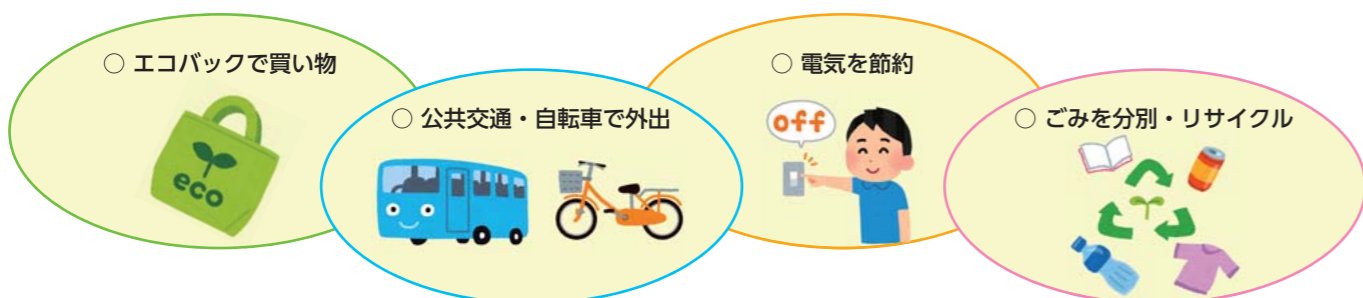 ○ エコバックで買い物
eco
○ 公共交通・自転車で外出
○ 電気を節約
off
○ ごみを分別・リサイクル